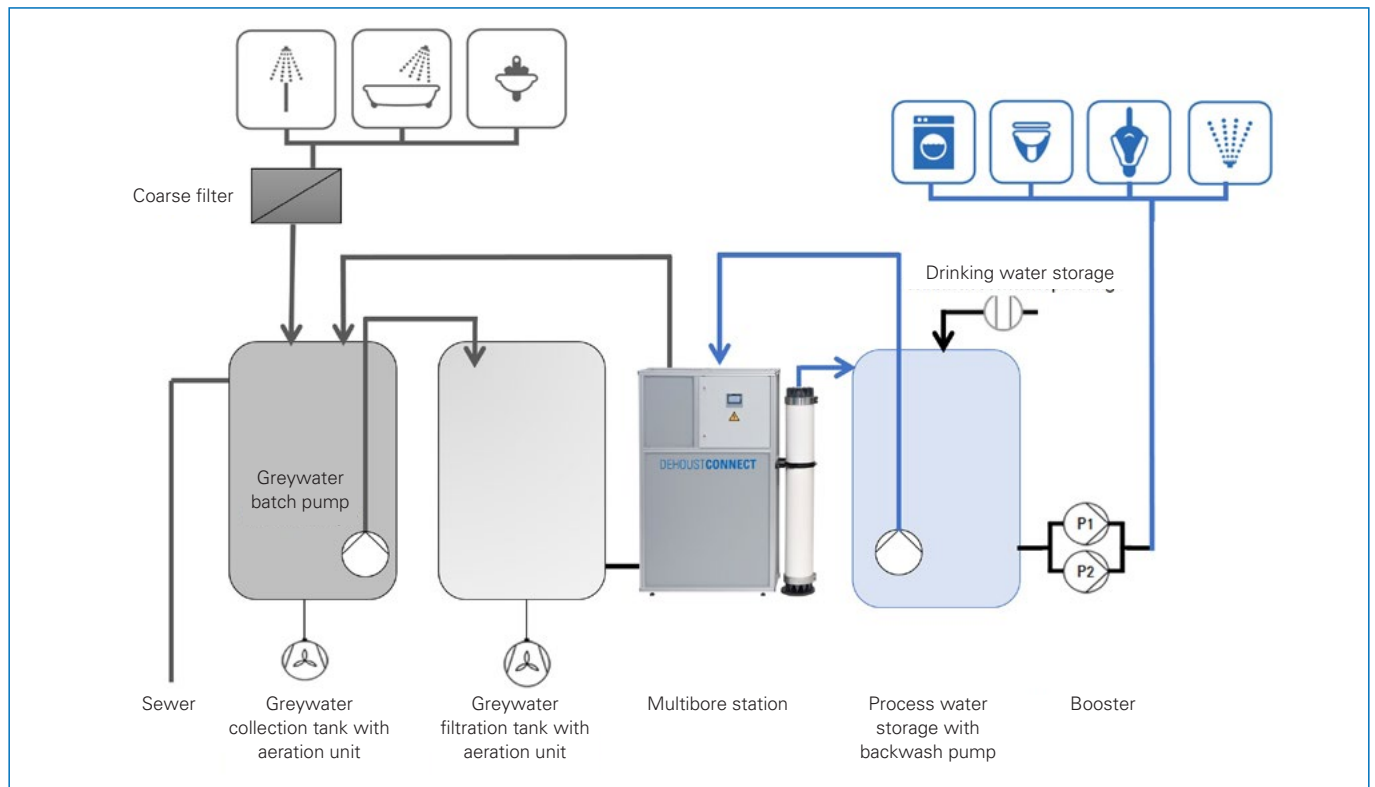 Coarse filter
Drinking water storage
Greywater
batch pump
DEHOUSTCONNECT
P1
P2
Sewer
Greywater
collection tank with
aeration unit
Greywater
filtration tank with
aeration unit
Multibore station
Process water
storage with
backwash pump
Booster